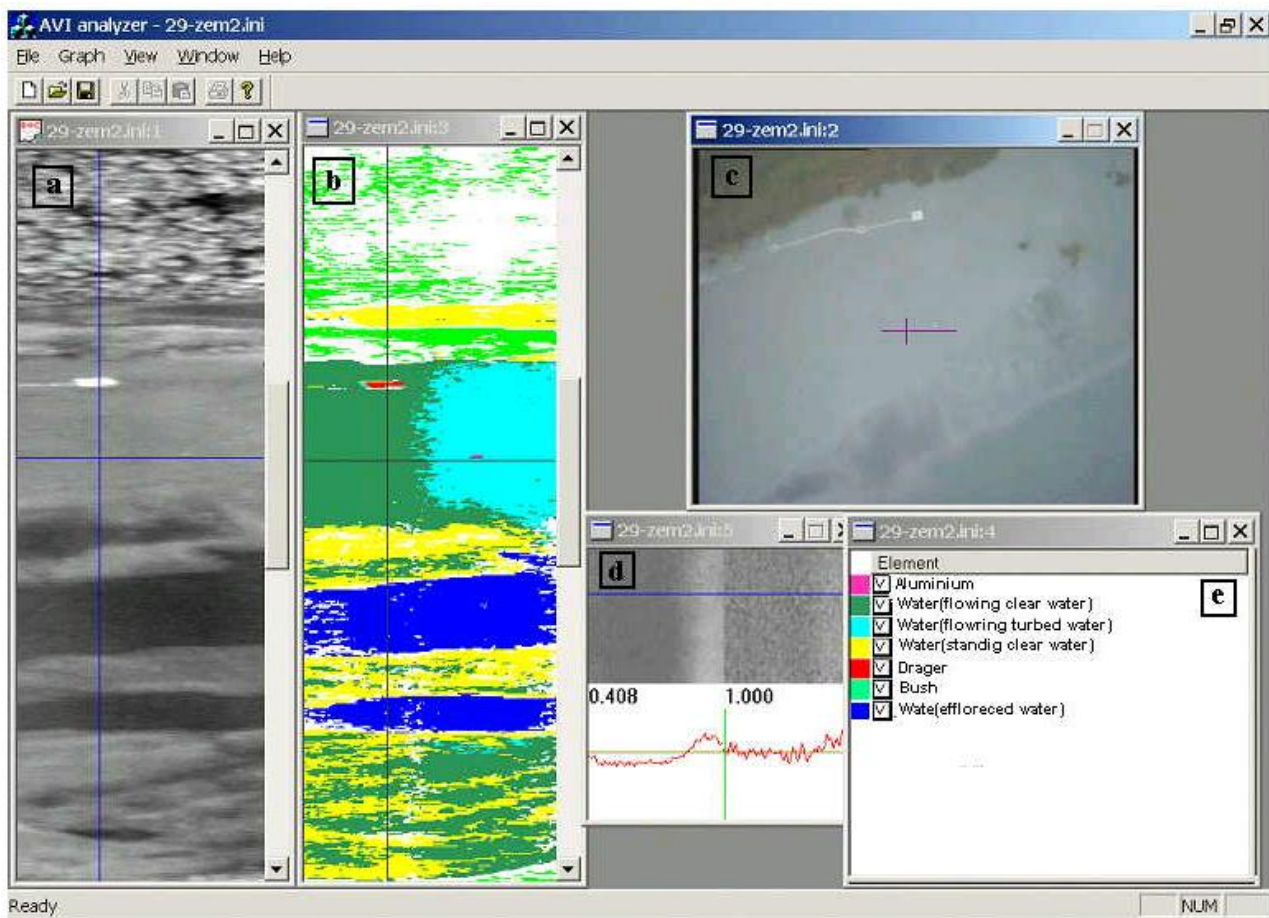 AVI analyzer - 29-zem2.ini
File Graph View Window Help
29-zem2.ini:1
a
29-zem2.ini:3
b
29-zem2.ini:2
c
29-zem2.ini:5
d
0.408 1.000
29-zem2.ini:4
e
Element
Aluminium
Water(flowing clear water)
Water(flowring turbed water)
Water(standig clear water)
Drager
Bush
Wate(effloreced water)
Ready
NUM